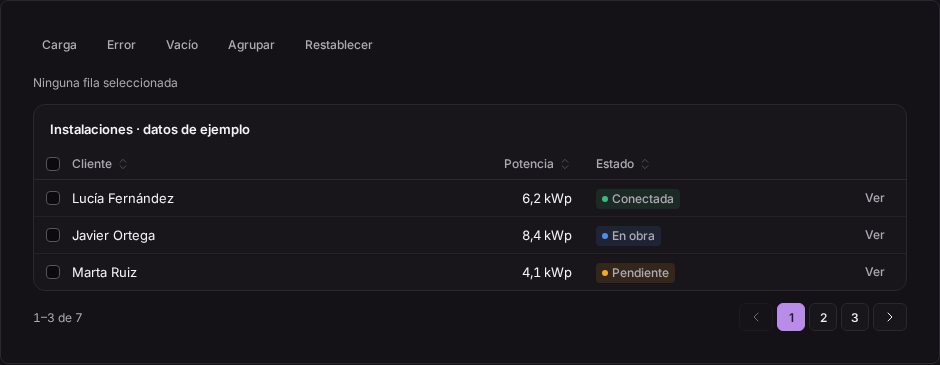 Carga Error Vacío Agrupar Restablecer
Ninguna fila seleccionada
Instalaciones · datos de ejemplo
Cliente Potencia Estado
Lucía Fernández 6,2 kWp Conectada Ver
Javier Ortega 8,4 kWp En obra Ver
Marta Ruiz 4,1 kWp Pendiente Ver
1–3 de 7 1 2 3